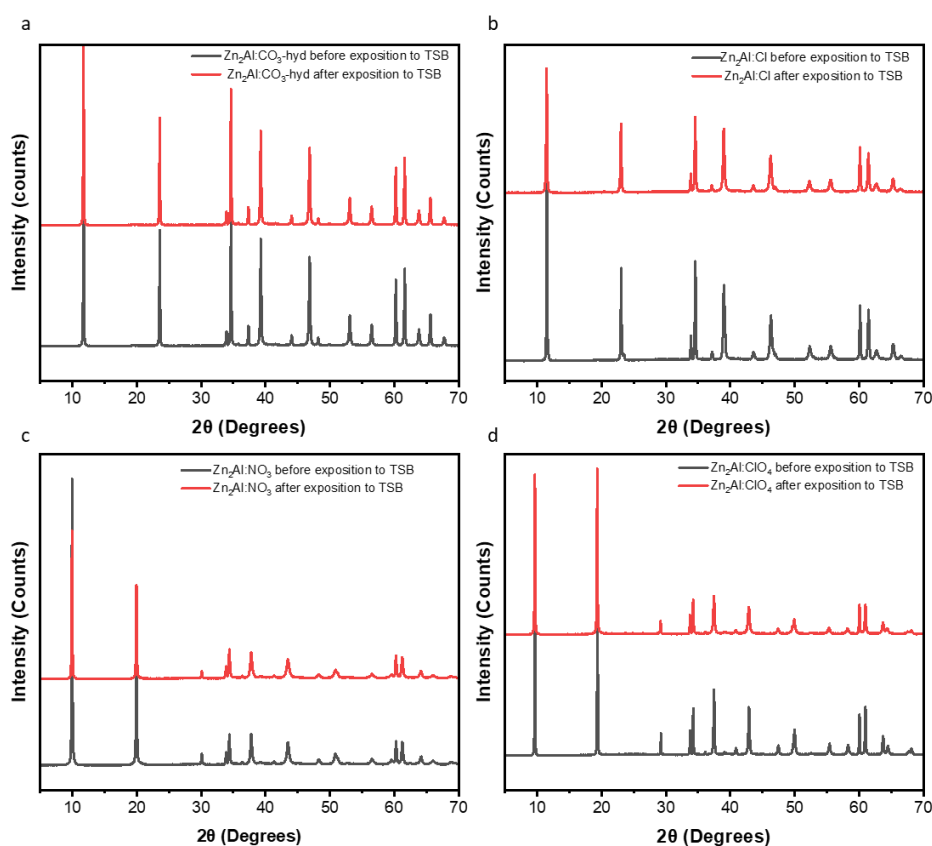 a
Intensity (counts)
Zn₂Al:CO₃-hyd before exposition to TSB
Zn₂Al:CO₃-hyd after exposition to TSB
10 20 30 40 50 60 70
2θ (Degrees)
b
Intensity (Counts)
Zn₂Al:Cl before exposition to TSB
Zn₂Al:Cl after exposition to TSB
10 20 30 40 50 60 70
2θ (Degrees)
c
Intensity (Counts)
Zn₂Al:NO₃ before exposition to TSB
Zn₂Al:NO₃ after exposition to TSB
10 20 30 40 50 60 70
2θ (Degrees)
d
Intensity (Counts)
Zn₂Al:ClO₄ before exposition to TSB
Zn₂Al:ClO₄ after exposition to TSB
10 20 30 40 50 60 70
2θ (Degrees)